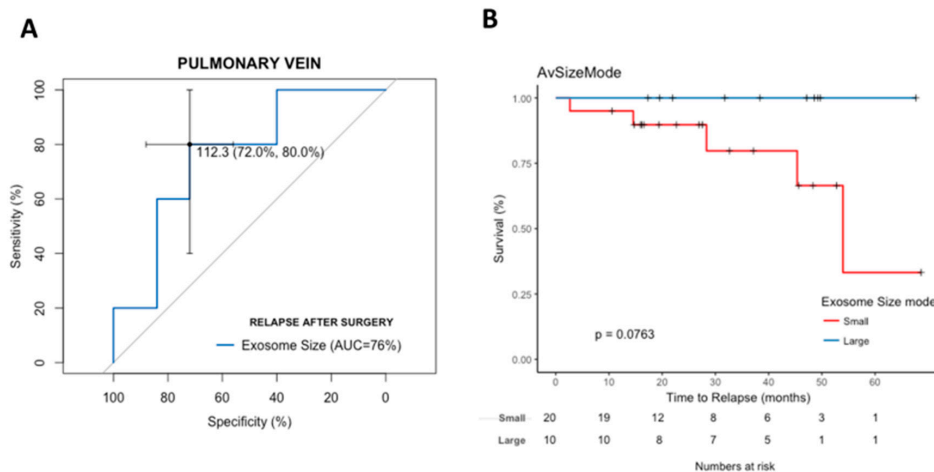 A
PULMONARY VEIN
Sensitivity (%)
100
80
60
40
20
0
112.3 (72.0%, 80.0%)
RELAPSE AFTER SURGERY
Exosome Size (AUC=76%)
100 80 60 40 20 0
Specificity (%)
B
AvSizeMode
Survival (%)
1.00
0.75
0.50
0.25
0.00
p = 0.0763
Exosome Size mode
Small
Large
0 10 20 30 40 50 60
Time to Relapse (months)
Small 20 19 12 8 6 3 1
Large 10 10 8 7 5 1 1
Numbers at risk